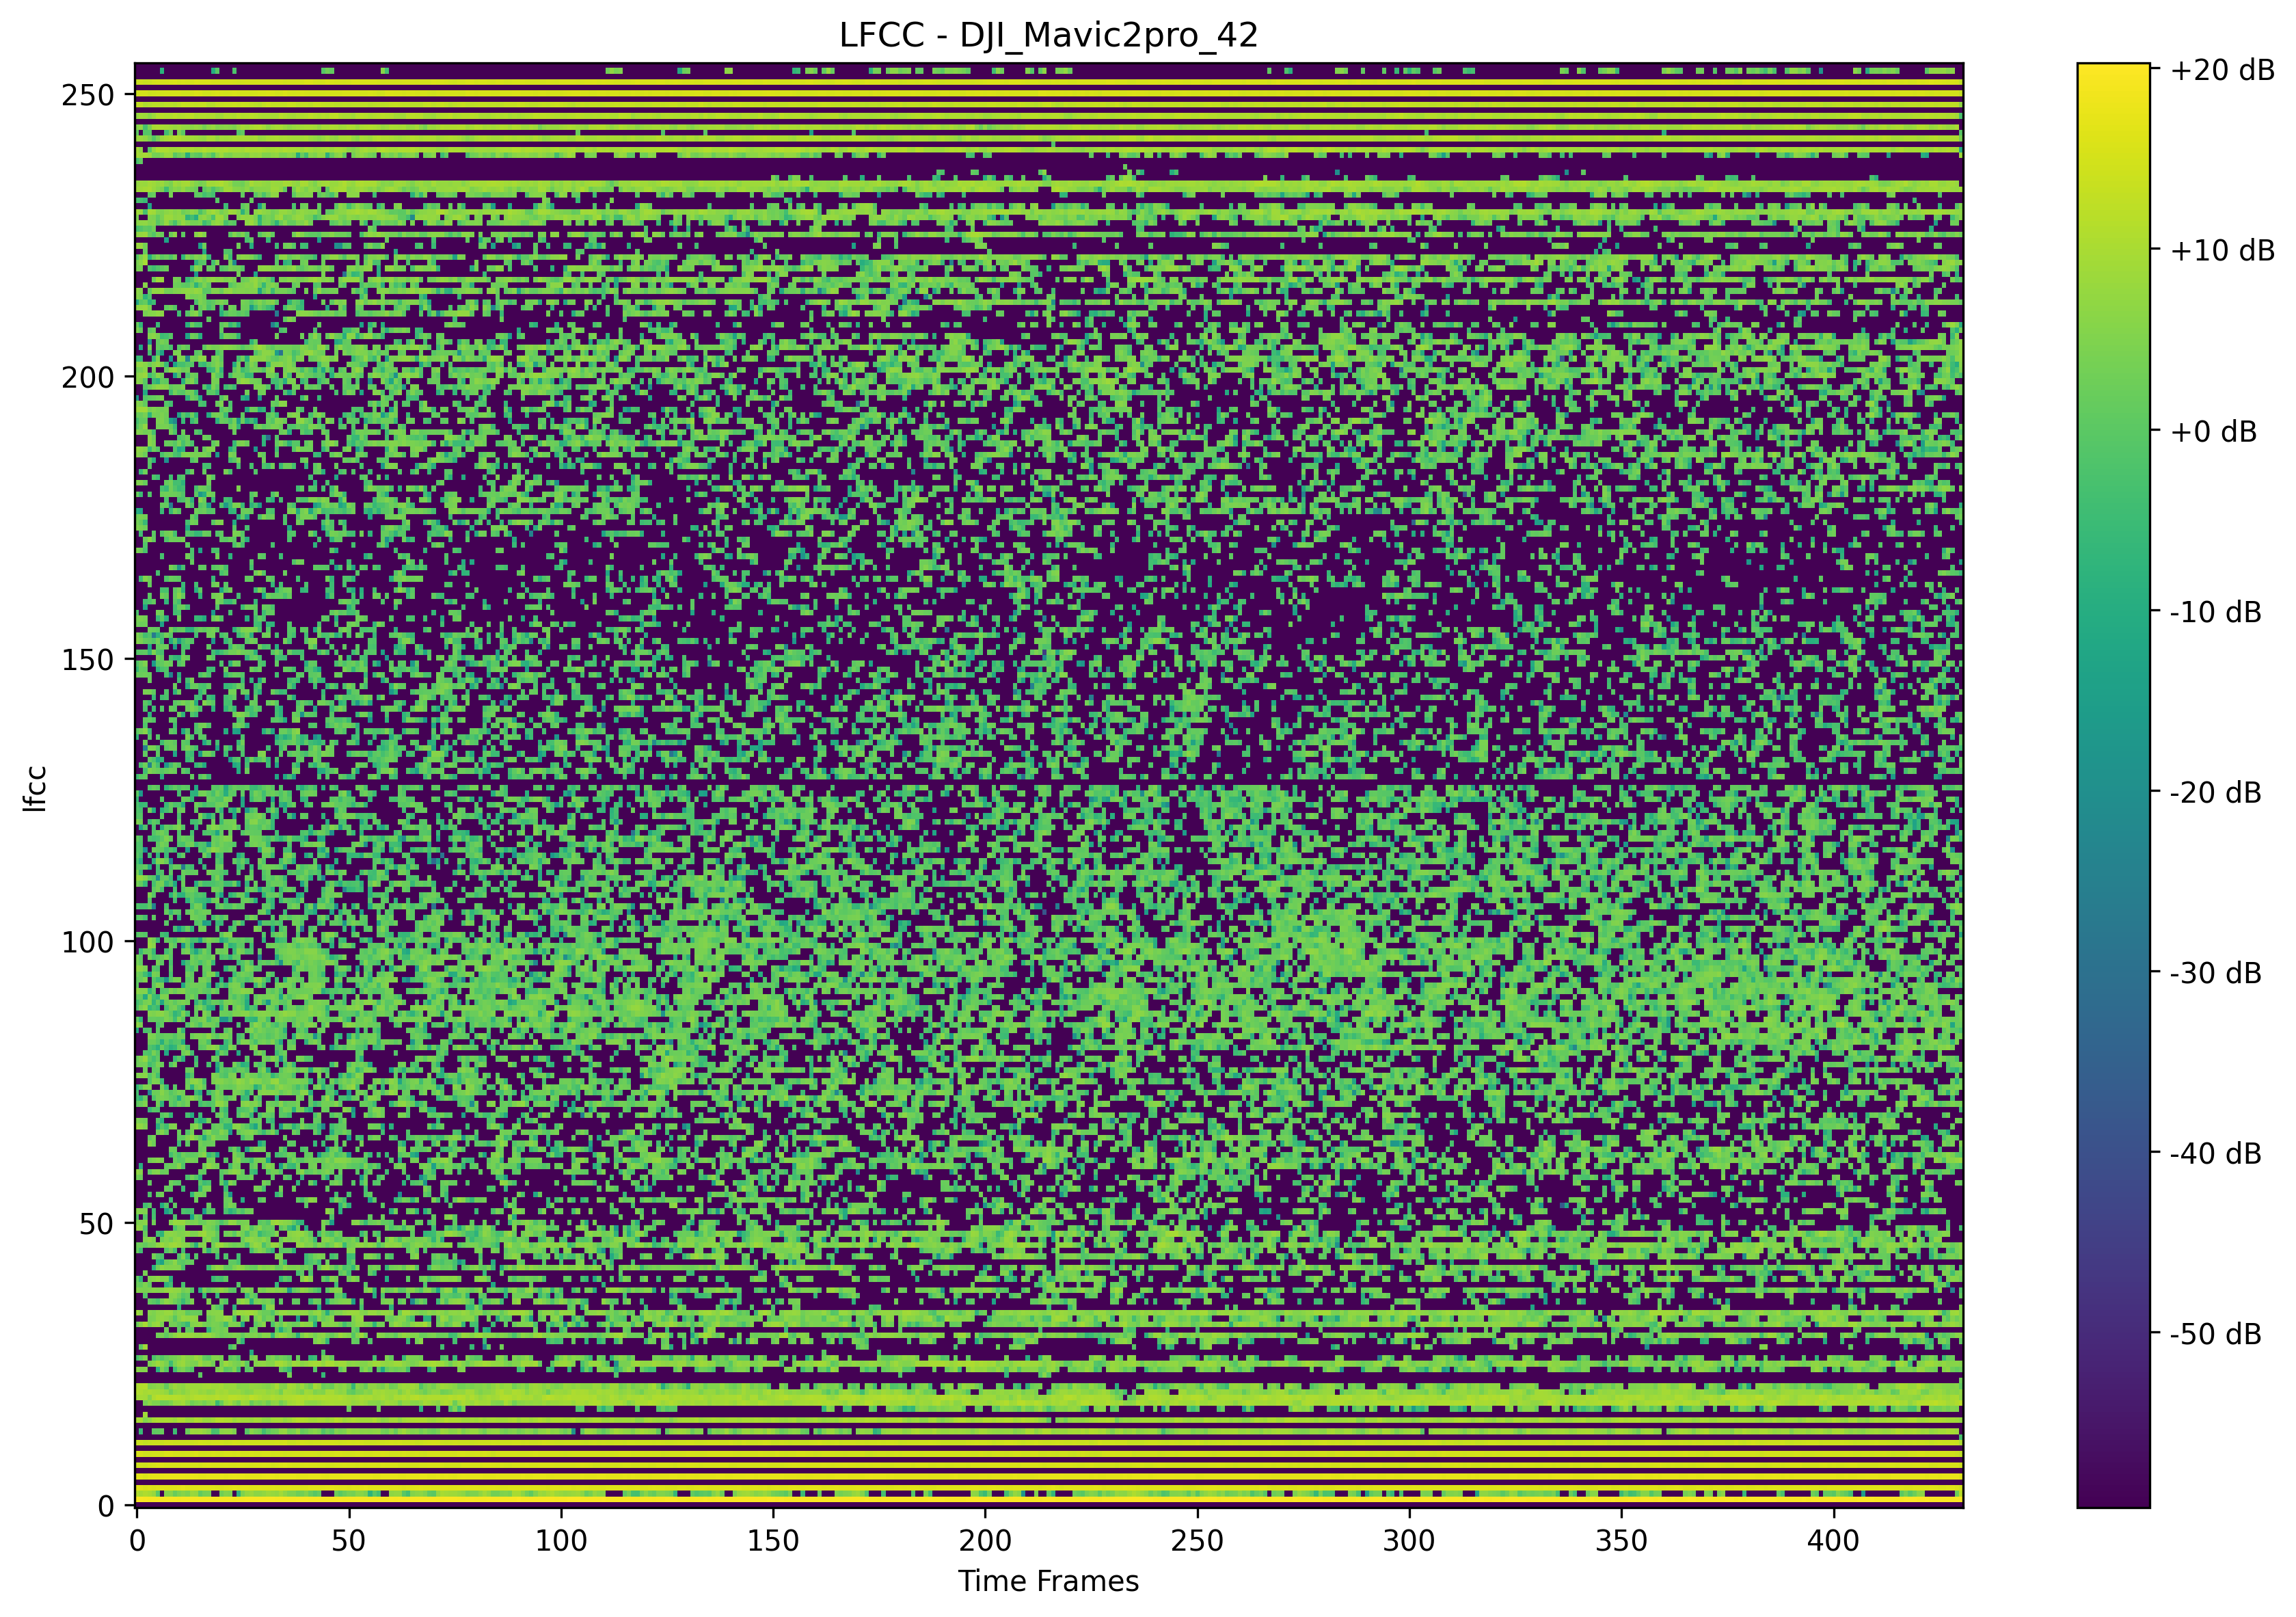 LFCC - DJI_Mavic2pro_42
250
200
150
100
50
0
lfcc
0 50 100 150 200 250 300 350 400
Time Frames
+20 dB
+10 dB
+0 dB
-10 dB
-20 dB
-30 dB
-40 dB
-50 dB